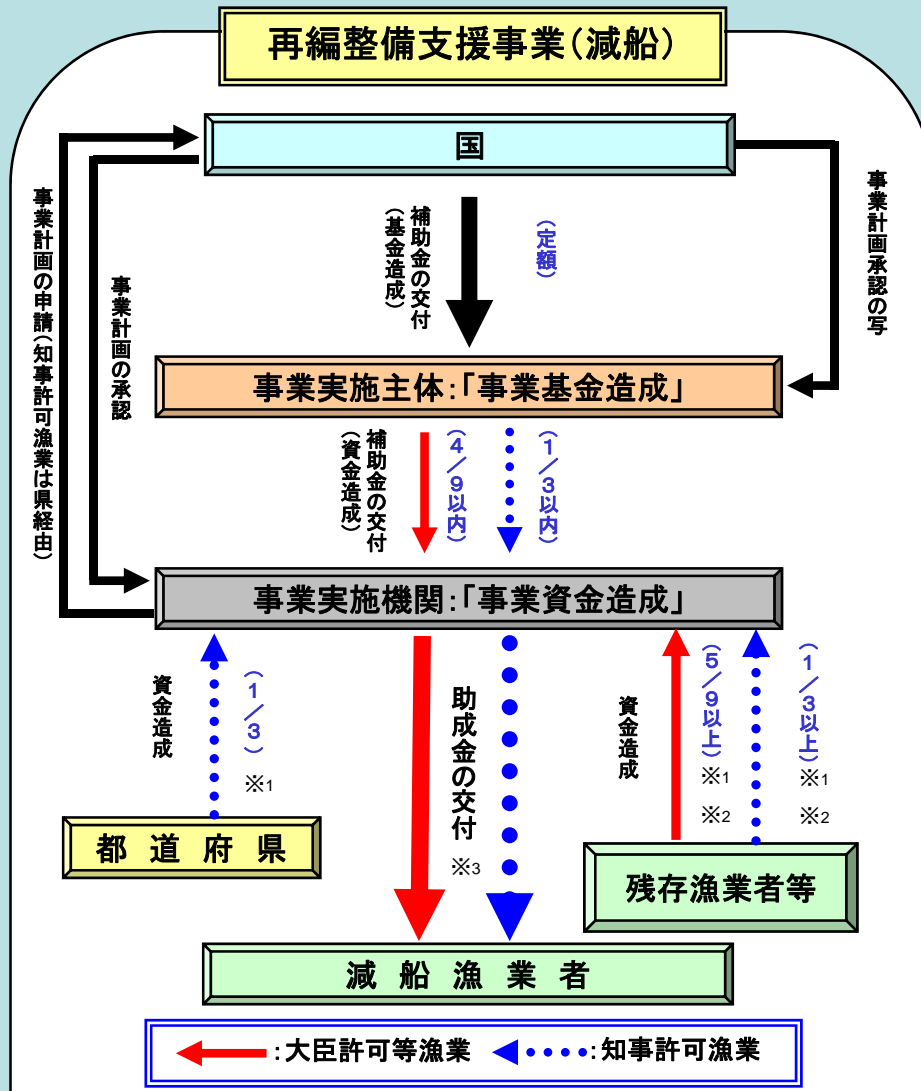 再編整備支援事業（減船）
国
事業計画の申請（知事許可漁業は県経由）
事業計画の承認
補助金の交付
（基金造成）
（定額）
事業計画承認の写
事業実施主体：「事業基金造成」
補助金の交付
（資金造成）
（4／9以内）
（1／3以内）
事業実施機関：「事業資金造成」
資金造成
（1／3）
※1
助成金の交付
※3
資金造成
（5／9以上）
※1
※2
（1／3以上）
※1
※2
都道府県
残存漁業者等
減船漁業者
：大臣許可等漁業
：知事許可漁業